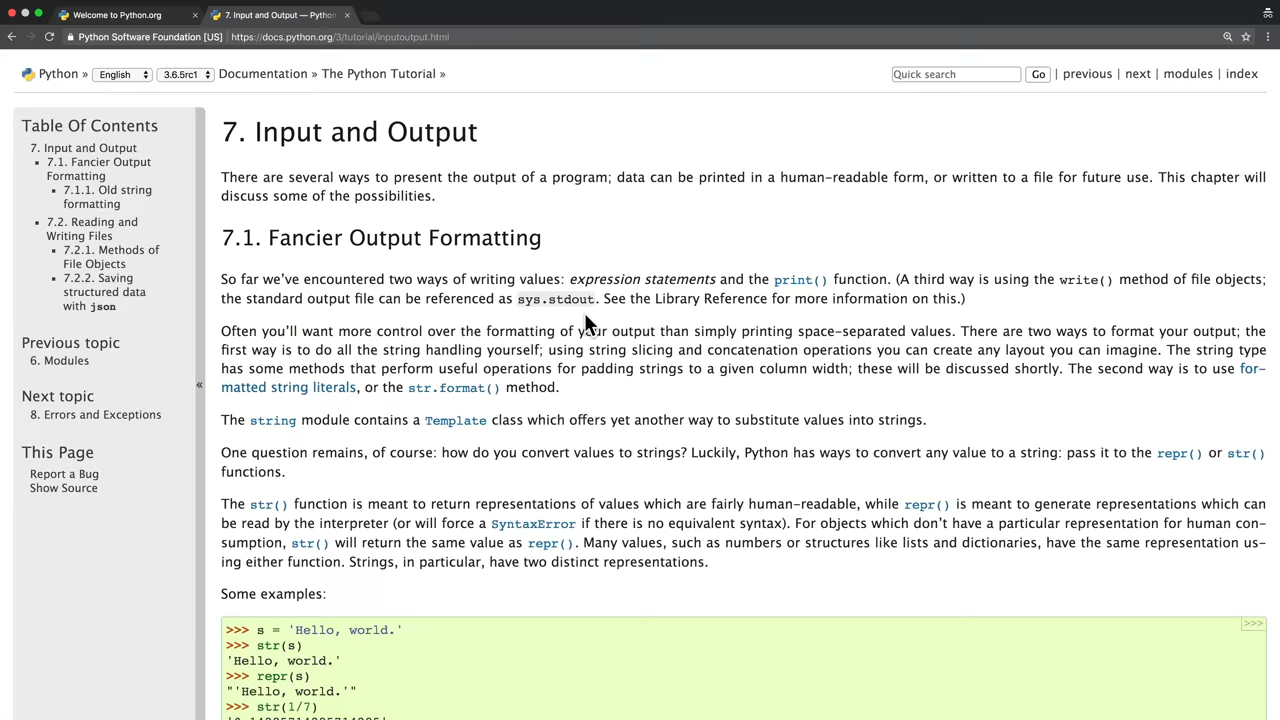 Welcome to Python.org
7. Input and Output — Python
Python Software Foundation [US] https://docs.python.org/3/tutorial/inputoutput.html
Python » English 3.6.5rc1 Documentation » The Python Tutorial » Quick search Go | previous | next | modules | index
Table Of Contents
7. Input and Output
7.1. Fancier Output
Formatting
7.1.1. Old string
formatting
7.2. Reading and
Writing Files
7.2.1. Methods of
File Objects
7.2.2. Saving
structured data
with json
Previous topic
6. Modules
Next topic
8. Errors and Exceptions
This Page
Report a Bug
Show Source
«
7. Input and Output
There are several ways to present the output of a program; data can be printed in a human-readable form, or written to a file for future use. This chapter will
discuss some of the possibilities.
7.1. Fancier Output Formatting
So far we’ve encountered two ways of writing values: expression statements and the print() function. (A third way is using the write() method of file objects;
the standard output file can be referenced as sys.stdout. See the Library Reference for more information on this.)
Often you’ll want more control over the formatting of your output than simply printing space-separated values. There are two ways to format your output; the
first way is to do all the string handling yourself; using string slicing and concatenation operations you can create any layout you can imagine. The string type
has some methods that perform useful operations for padding strings to a given column width; these will be discussed shortly. The second way is to use for-
matted string literals, or the str.format() method.
The string module contains a Template class which offers yet another way to substitute values into strings.
One question remains, of course: how do you convert values to strings? Luckily, Python has ways to convert any value to a string: pass it to the repr() or str()
functions.
The str() function is meant to return representations of values which are fairly human-readable, while repr() is meant to generate representations which can
be read by the interpreter (or will force a SyntaxError if there is no equivalent syntax). For objects which don’t have a particular representation for human con-
sumption, str() will return the same value as repr(). Many values, such as numbers or structures like lists and dictionaries, have the same representation us-
ing either function. Strings, in particular, have two distinct representations.
Some examples:
>>> s = 'Hello, world.' >>>
>>> str(s)
'Hello, world.'
>>> repr(s)
"'Hello, world.'"
>>> str(1/7)